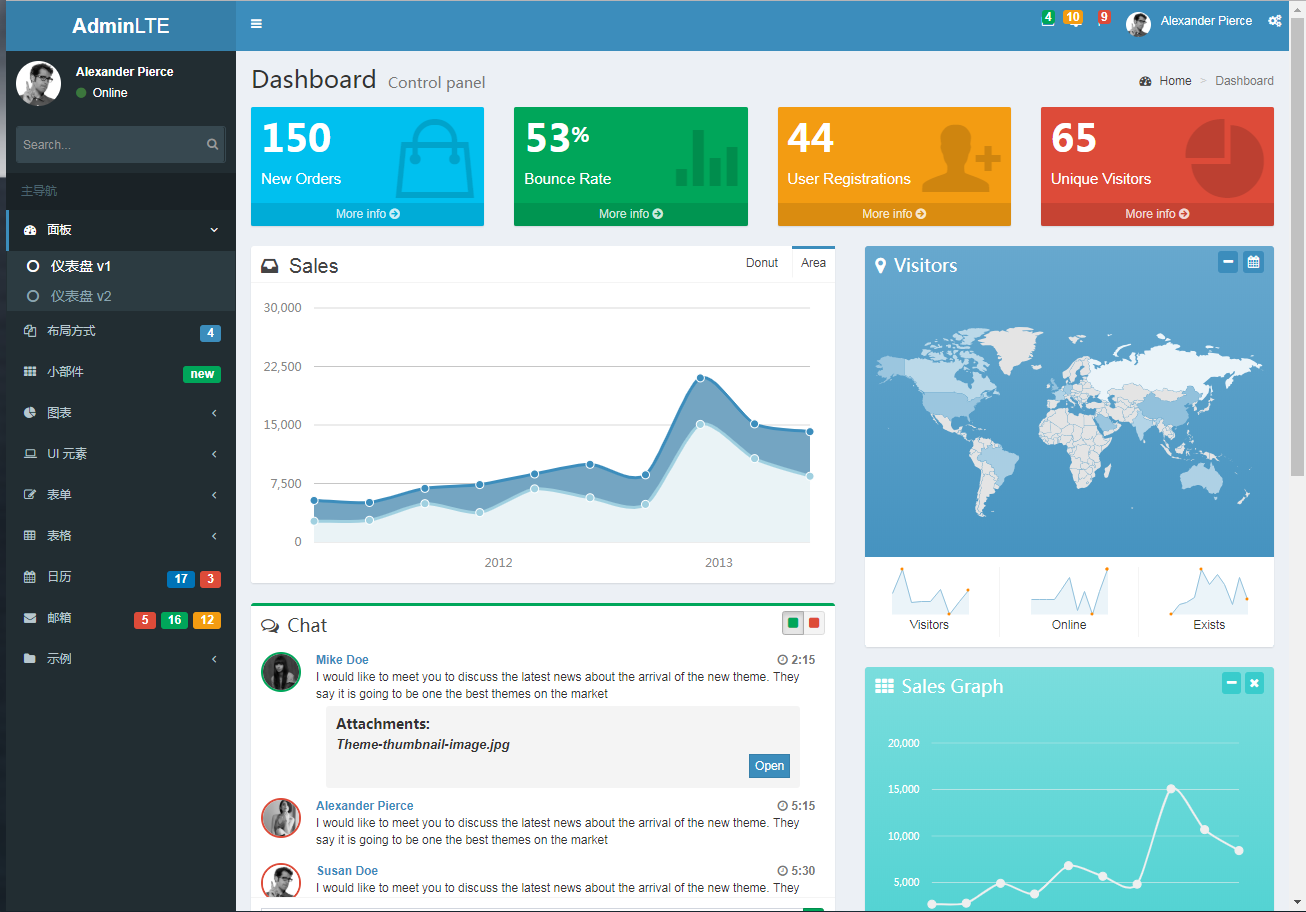 AdminLTE
4 10 9 Alexander Pierce
Alexander Pierce
Online
Search...
主导航
面板
仪表盘 v1
仪表盘 v2
布局方式 4
小部件 new
图表
UI 元素
表单
表格
日历 17 3
邮箱 5 16 12
示例
Dashboard Control panel
Home > Dashboard
150
New Orders
More info
53%
Bounce Rate
More info
44
User Registrations
More info
65
Unique Visitors
More info
Sales
Donut Area
30,000
22,500
15,000
7,500
0
2012 2013
Chat
Mike Doe 2:15
I would like to meet you to discuss the latest news about the arrival of the new theme. They
say it is going to be one the best themes on the market
Attachments:
Theme-thumbnail-image.jpg
Open
Alexander Pierce 5:15
I would like to meet you to discuss the latest news about the arrival of the new theme. They
say it is going to be one the best themes on the market
Susan Doe 5:30
I would like to meet you to discuss the latest news about the arrival of the new theme. They
Visitors
Visitors Online Exists
Sales Graph
20,000
15,000
10,000
5,000